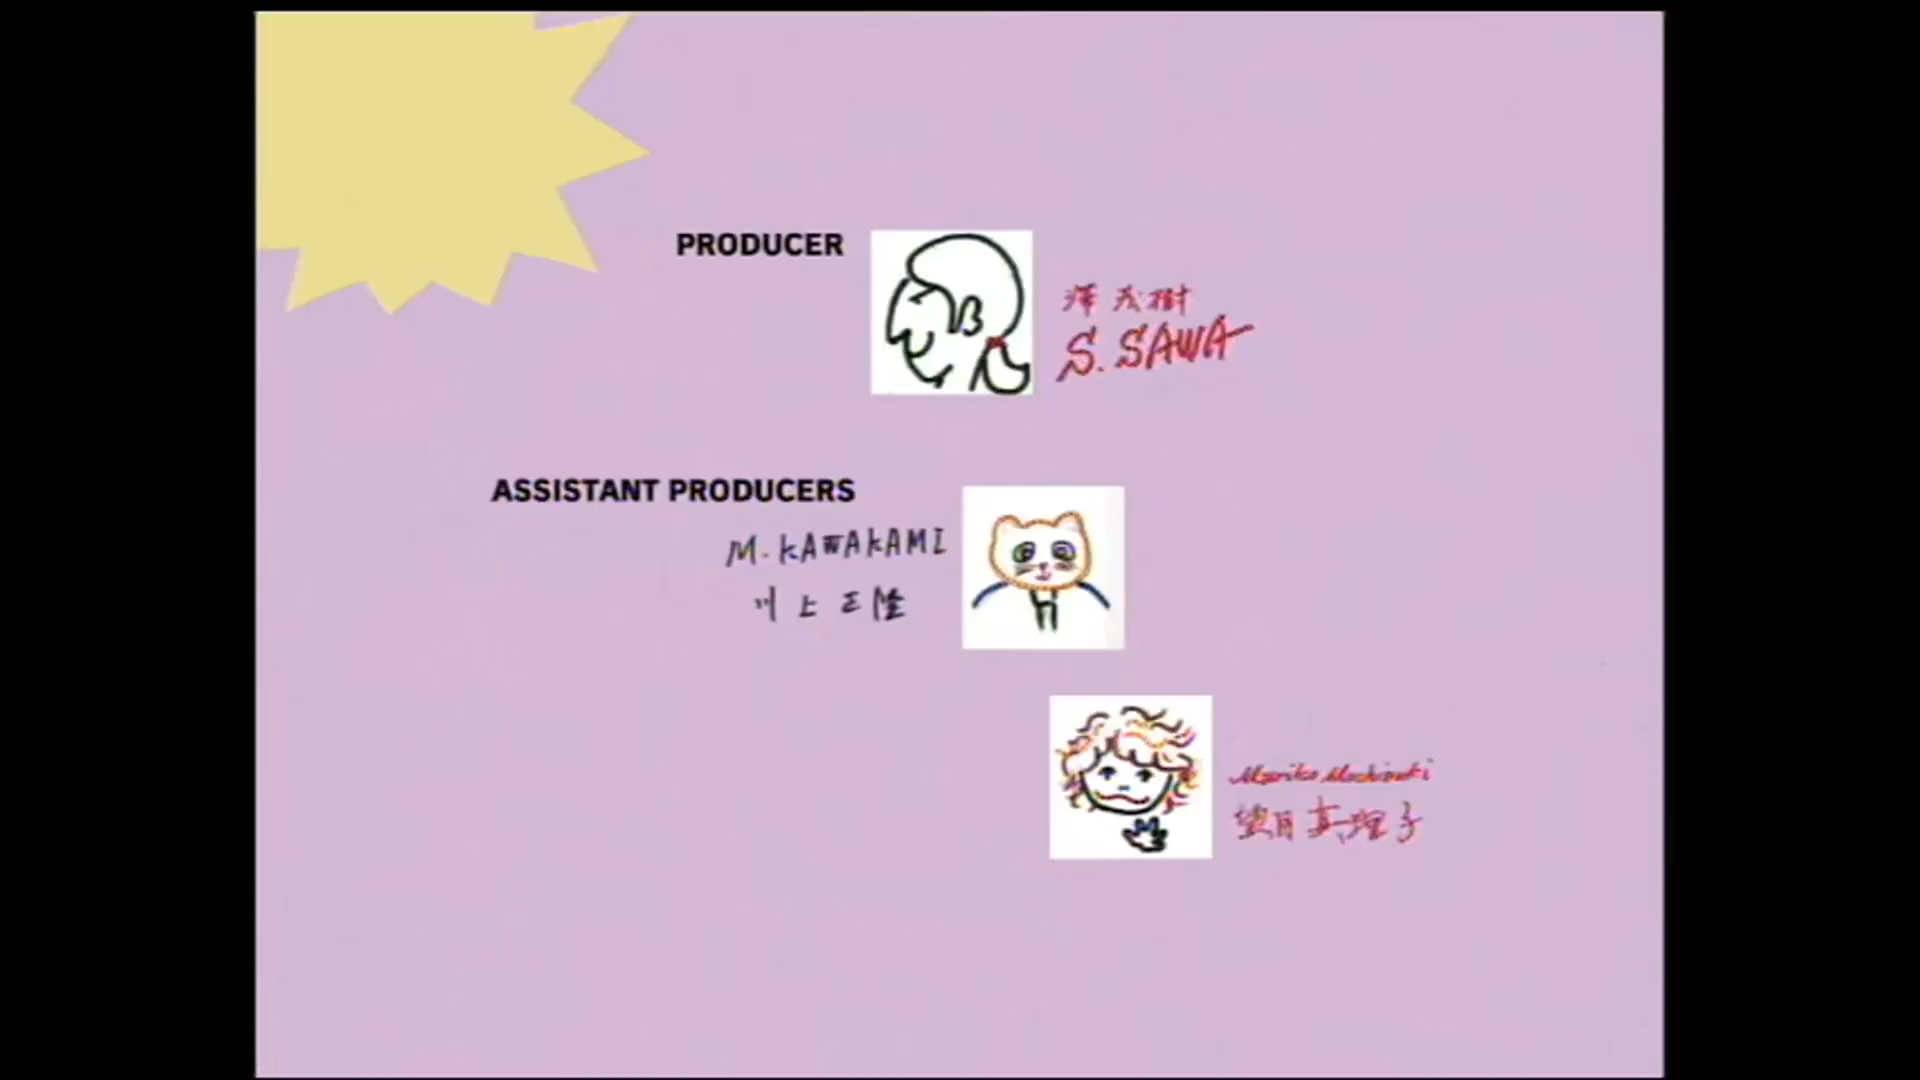 PRODUCER
澤 茂樹
S. SAWA
ASSISTANT PRODUCERS
M. KAWAKAMI
川上正隆
Mariko Mochizuki
望月真理子